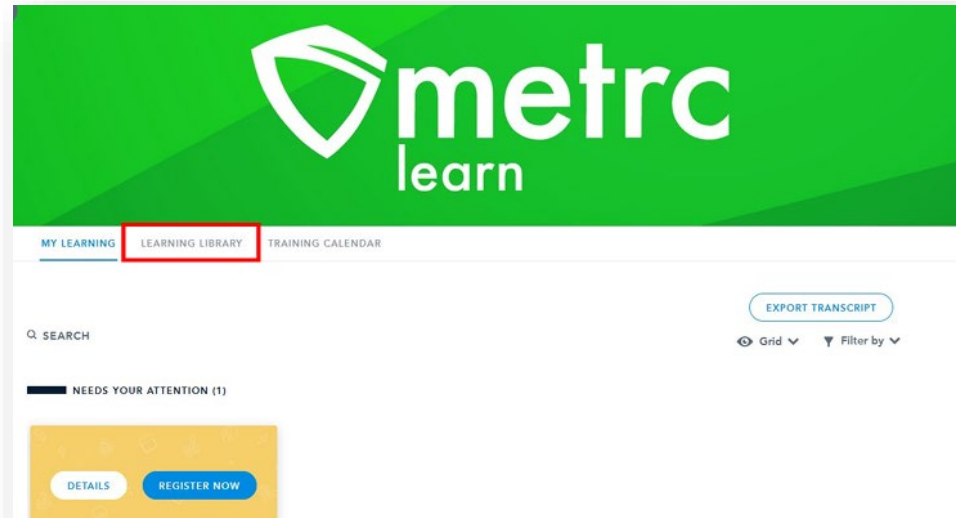 metrc
learn
MY LEARNING LEARNING LIBRARY TRAINING CALENDAR
EXPORT TRANSCRIPT
SEARCH
Grid Filter by
NEEDS YOUR ATTENTION (1)
DETAILS REGISTER NOW